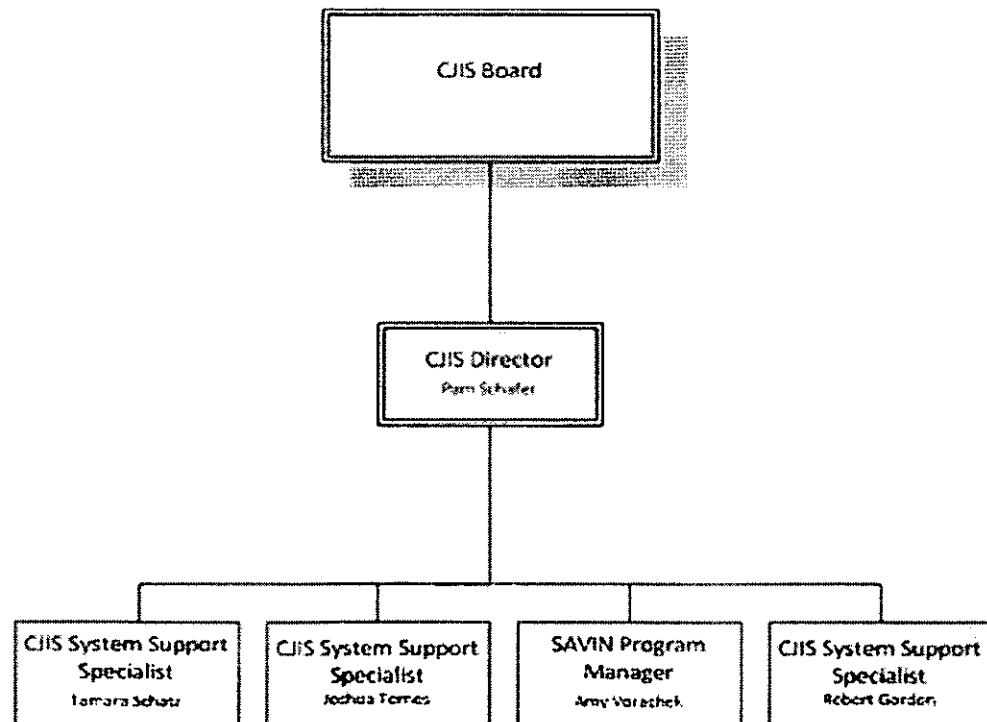 CJIS Board
CJIS Director
Pam Schafer
CJIS System Support
Specialist
Tamara Schatz
CJIS System Support
Specialist
Joshua Ternes
SAVIN Program
Manager
Amy Vorachek
CJIS System Support
Specialist
Robert Gordon